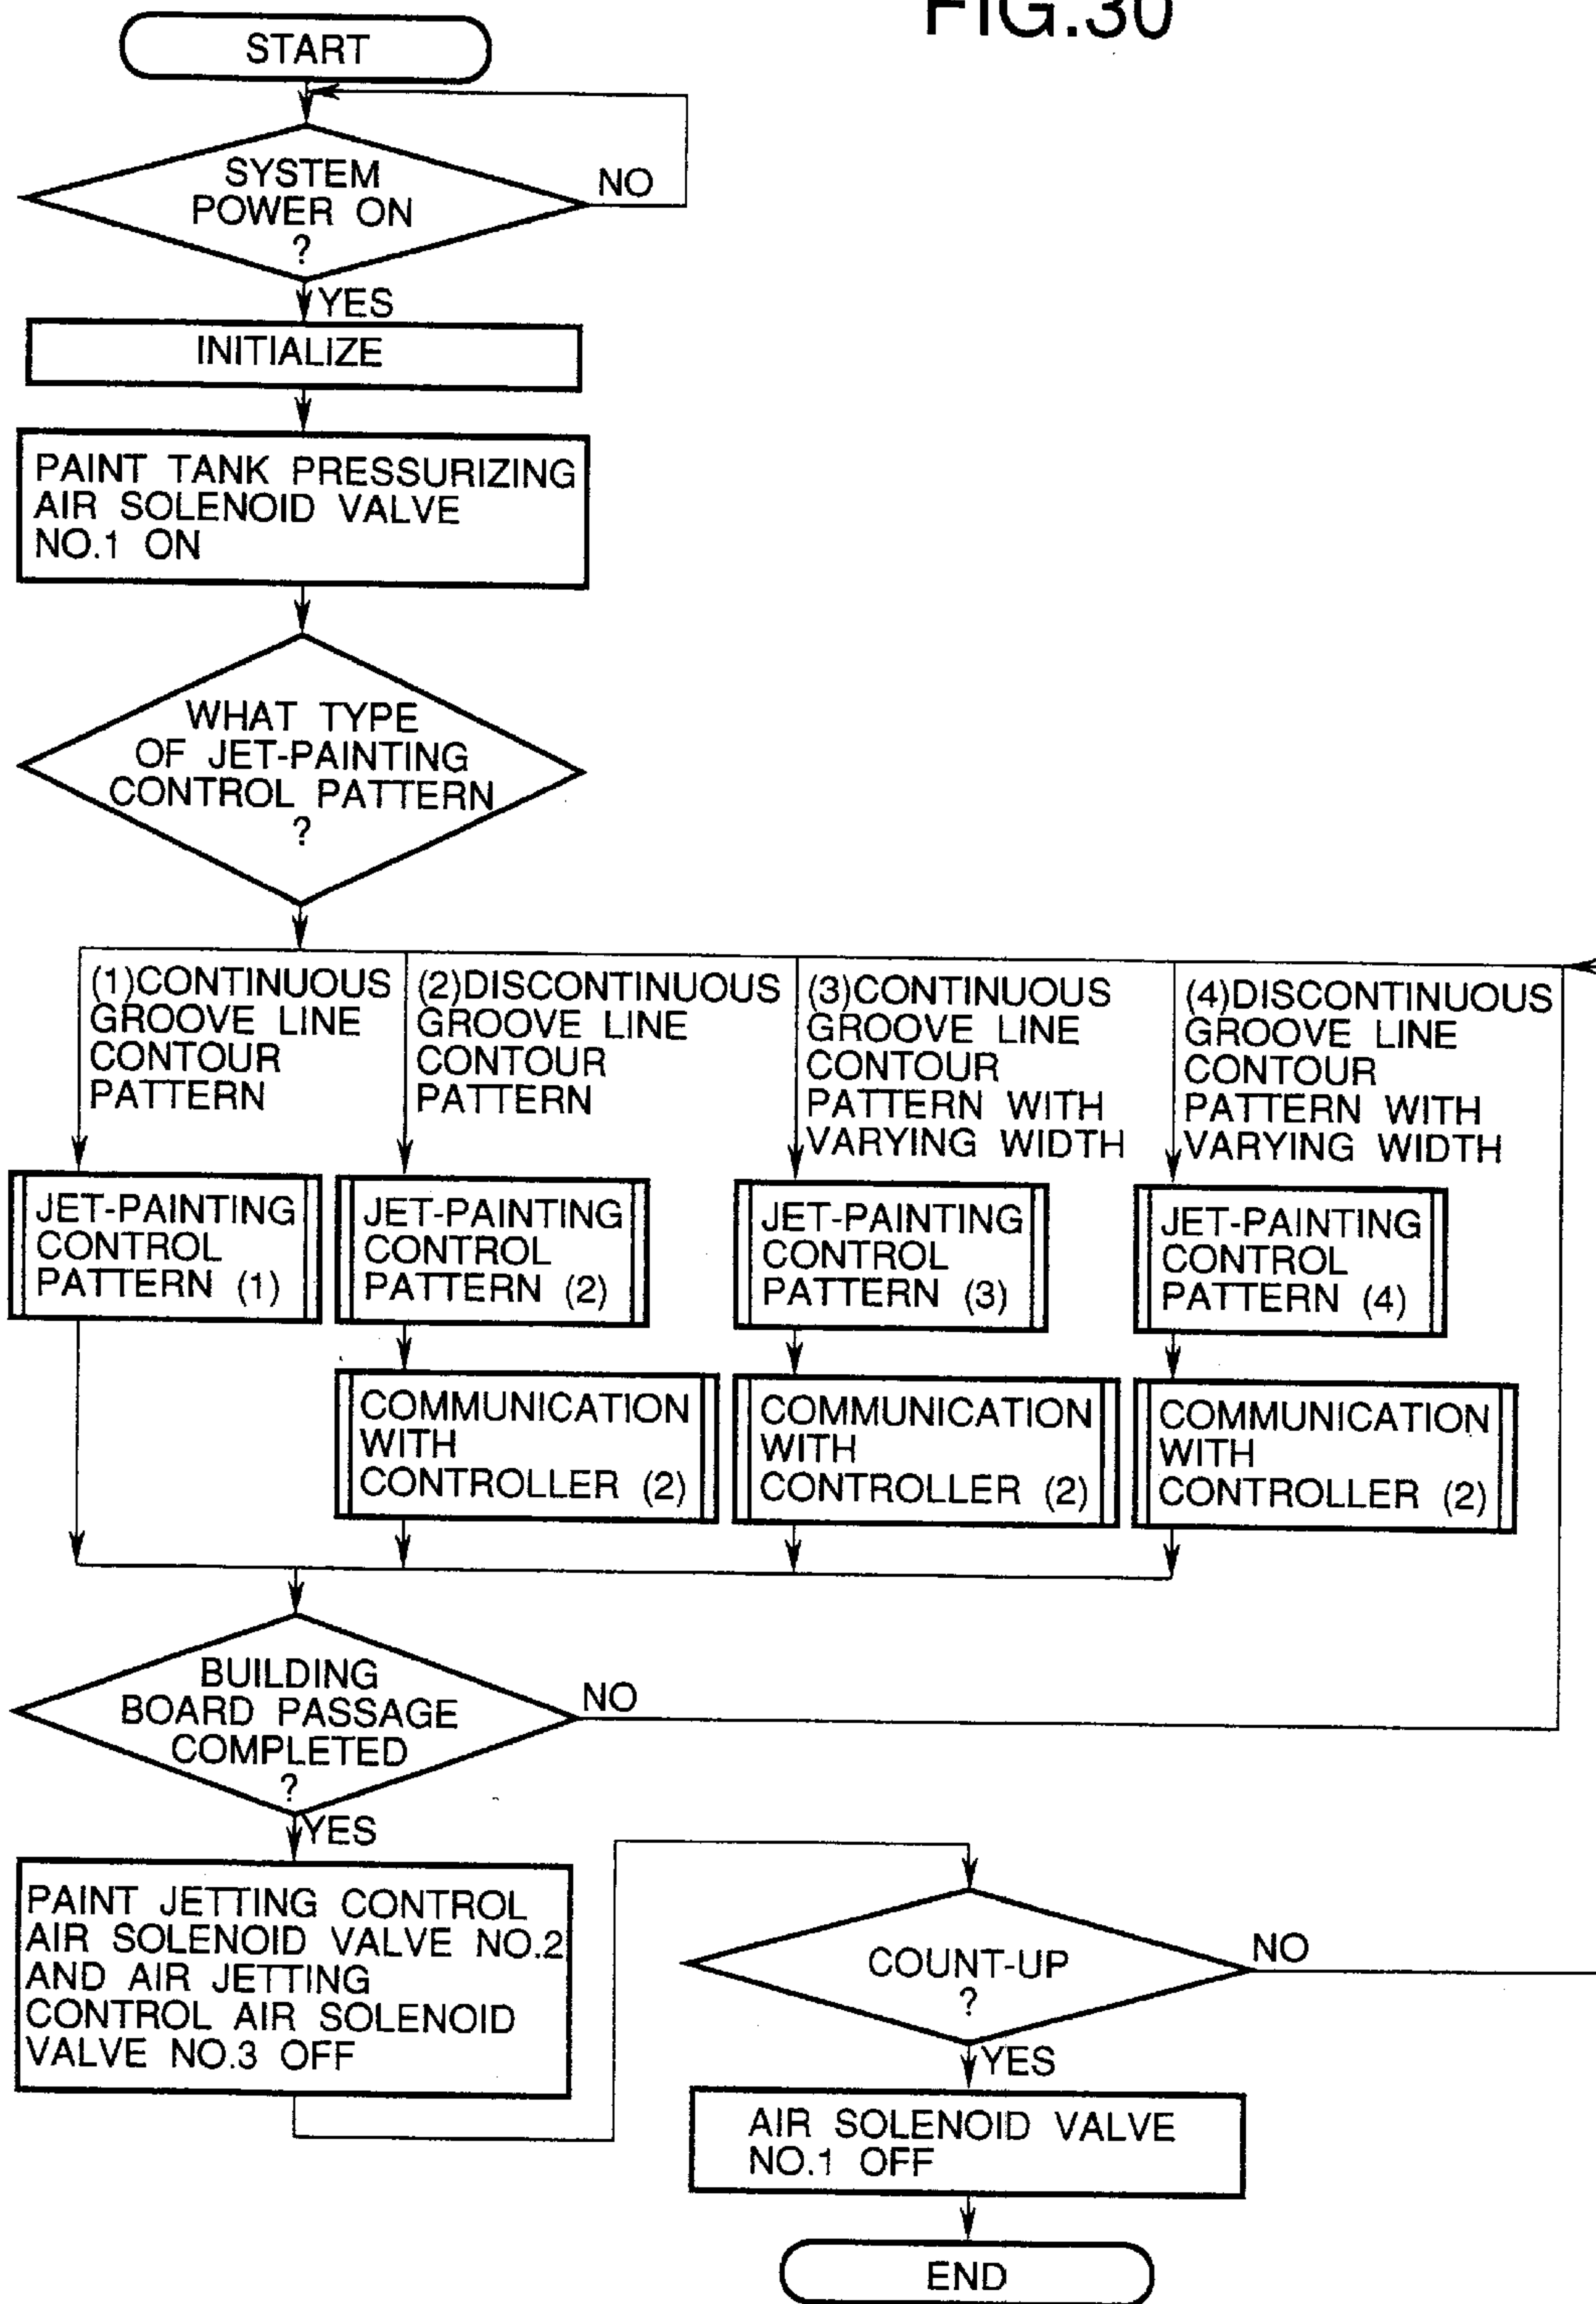 FIG.30
START
SYSTEM
POWER ON
?
NO
YES
INITIALIZE
PAINT TANK PRESSURIZING
AIR SOLENOID VALVE
NO.1 ON
WHAT TYPE
OF JET-PAINTING
CONTROL PATTERN
?
(1)CONTINUOUS
GROOVE LINE
CONTOUR
PATTERN
(2)DISCONTINUOUS
GROOVE LINE
CONTOUR
PATTERN
(3)CONTINUOUS
GROOVE LINE
CONTOUR
PATTERN WITH
VARYING WIDTH
(4)DISCONTINUOUS
GROOVE LINE
CONTOUR
PATTERN WITH
VARYING WIDTH
JET-PAINTING
CONTROL
PATTERN (1)
JET-PAINTING
CONTROL
PATTERN (2)
JET-PAINTING
CONTROL
PATTERN (3)
JET-PAINTING
CONTROL
PATTERN (4)
COMMUNICATION
WITH
CONTROLLER (2)
COMMUNICATION
WITH
CONTROLLER (2)
COMMUNICATION
WITH
CONTROLLER (2)
BUILDING
BOARD PASSAGE
COMPLETED
?
NO
YES
PAINT JETTING CONTROL
AIR SOLENOID VALVE NO.2
AND AIR JETTING
CONTROL AIR SOLENOID
VALVE NO.3 OFF
COUNT-UP
?
NO
YES
AIR SOLENOID VALVE
NO.1 OFF
END